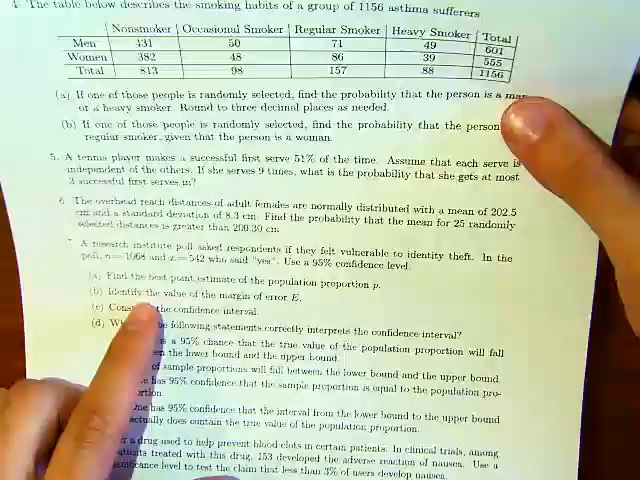 4. The table below describes the smoking habits of a group of 1156 asthma sufferers
Nonsmoker Occasional Smoker Regular Smoker Heavy Smoker Total
Men 431 50 71 49 601
Women 382 48 86 39 555
Total 813 98 157 88 1156
(a) If one of those people is randomly selected, find the probability that the person is a man
or a heavy smoker. Round to three decimal places as needed.
(b) If one of those people is randomly selected, find the probability that the person
regular smoker, given that the person is a woman.
5. A tennis player makes a successful first serve 51% of the time. Assume that each serve is
independent of the others. If she serves 9 times, what is the probability that she gets at most
3 successful first serves in?
6. The overhead reach distances of adult females are normally distributed with a mean of 202.5
cm and a standard deviation of 8.3 cm. Find the probability that the mean for 25 randomly
selected distances is greater than 200.30 cm.
7. A research institute poll asked respondents if they felt vulnerable to identity theft. In the
poll, n = 1068 and x = 542 who said "yes". Use a 95% confidence level.
(a) Find the best point estimate of the population proportion p.
(b) Identify the value of the margin of error E.
(c) the confidence interval.
(d) following statements correctly interprets the confidence interval?
is a 95% chance that the true value of the population proportion will fall
the lower bound and the upper bound.
of sample proportions will fall between the lower bound and the upper bound.
has 95% confidence that the sample proportion is equal to the population pro-
has 95% confidence that the interval from the lower bound to the upper bound
actually does contain the true value of the population proportion.
a drug used to help prevent blood clots in certain patients. In clinical trials, among
treated with this drug, 153 developed the adverse reaction of nausea. Use a
level to test the claim that less than 3% of users develop nausea.